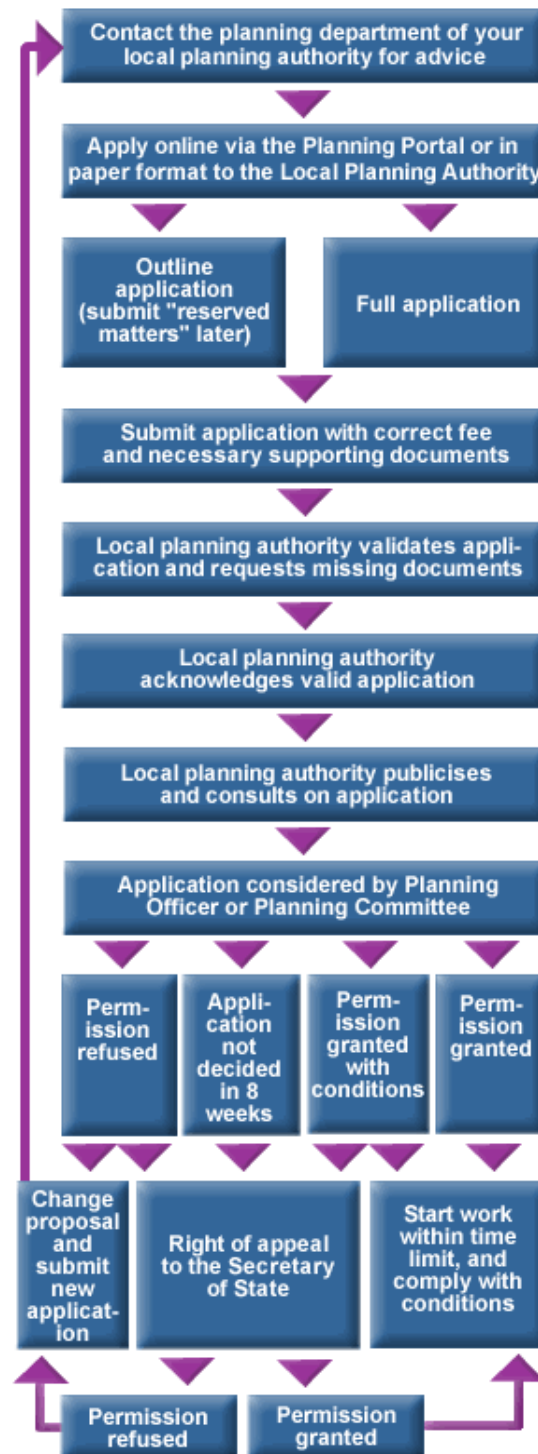 Contact the planning department of your
local planning authority for advice
Apply online via the Planning Portal or in
paper format to the Local Planning Authority
Outline
application
(submit "reserved
matters" later)
Full application
Submit application with correct fee
and necessary supporting documents
Local planning authority validates appli-
cation and requests missing documents
Local planning authority
acknowledges valid application
Local planning authority publicises
and consults on application
Application considered by Planning
Officer or Planning Committee
Perm-
ission
refused
Appli-
cation
not
decided
in 8
weeks
Perm-
ission
granted
with
conditions
Perm-
ission
granted
Change
proposal
and
submit
new
applicat-
ion
Right of appeal
to the Secretary
of State
Start work
within time
limit, and
comply with
conditions
Permission
refused
Permission
granted